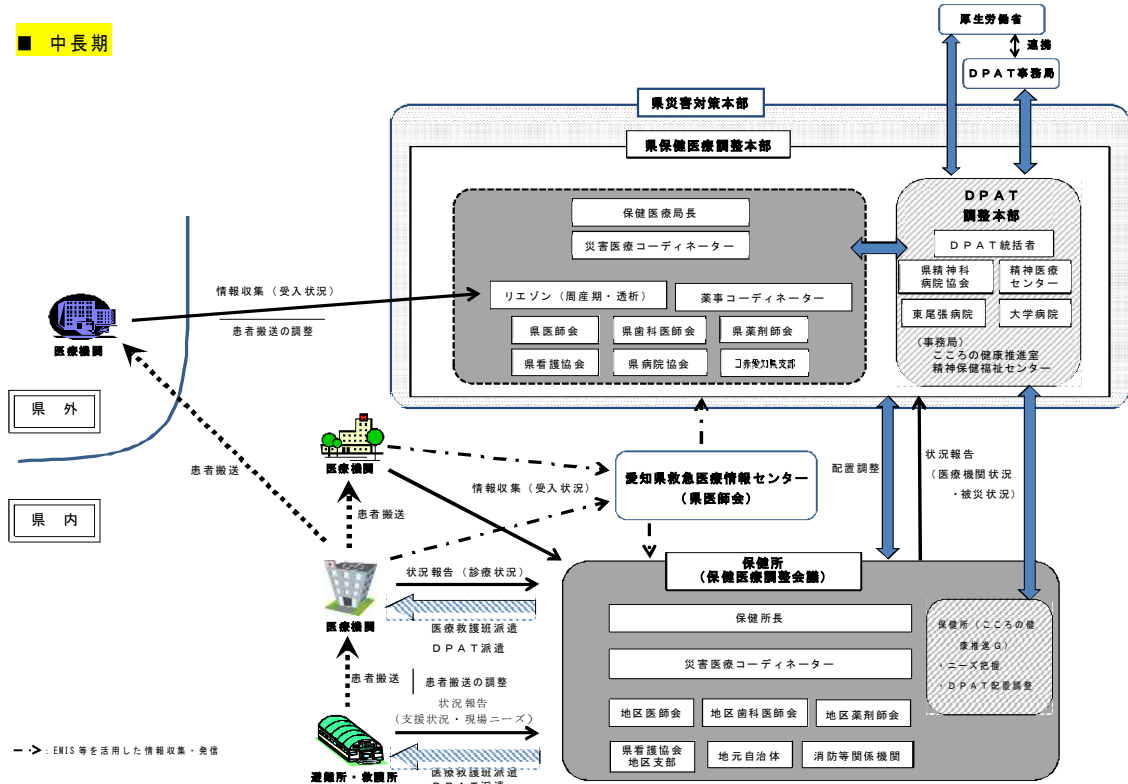 ■ 中長期
厚生労働省
連携
DPAT事務局
県災害対策本部
県保健医療調整本部
保健医療局長
災害医療コーディネーター
リエゾン（周産期・透析）
薬事コーディネーター
県医師会
県歯科医師会
県薬剤師会
県看護協会
県病院協会
赤愛知県支部
DPAT
調整本部
DPAT統括者
県精神科
病院協会
精神医療
センター
東尾張病院
大学病院
（事務局）
こころの健康推進室
精神保健福祉センター
情報収集（受入状況）
患者搬送の調整
医療機関
県 外
県 内
患者搬送
医療機関
患者搬送
情報収集（受入状況）
愛知県救急医療情報センター
（県医師会）
配置調整
状況報告
（医療機関状況
・被災状況）
医療機関
状況報告（診療状況）
医療救護班派遣
DPAT派遣
患者搬送
患者搬送の調整
状況報告
（支援状況・現場ニーズ）
医療救護班派遣
DPAT派遣
避難所・救護所
保健所
（保健医療調整会議）
保健所長
災害医療コーディネーター
地区医師会
地区歯科医師会
地区薬剤師会
県看護協会
地区支部
地元自治体
消防等関係機関
保健所（こころの健
康推進G）
・ニーズ把握
・DPAT配置調整
：EMIS等を活用した情報収集・発信